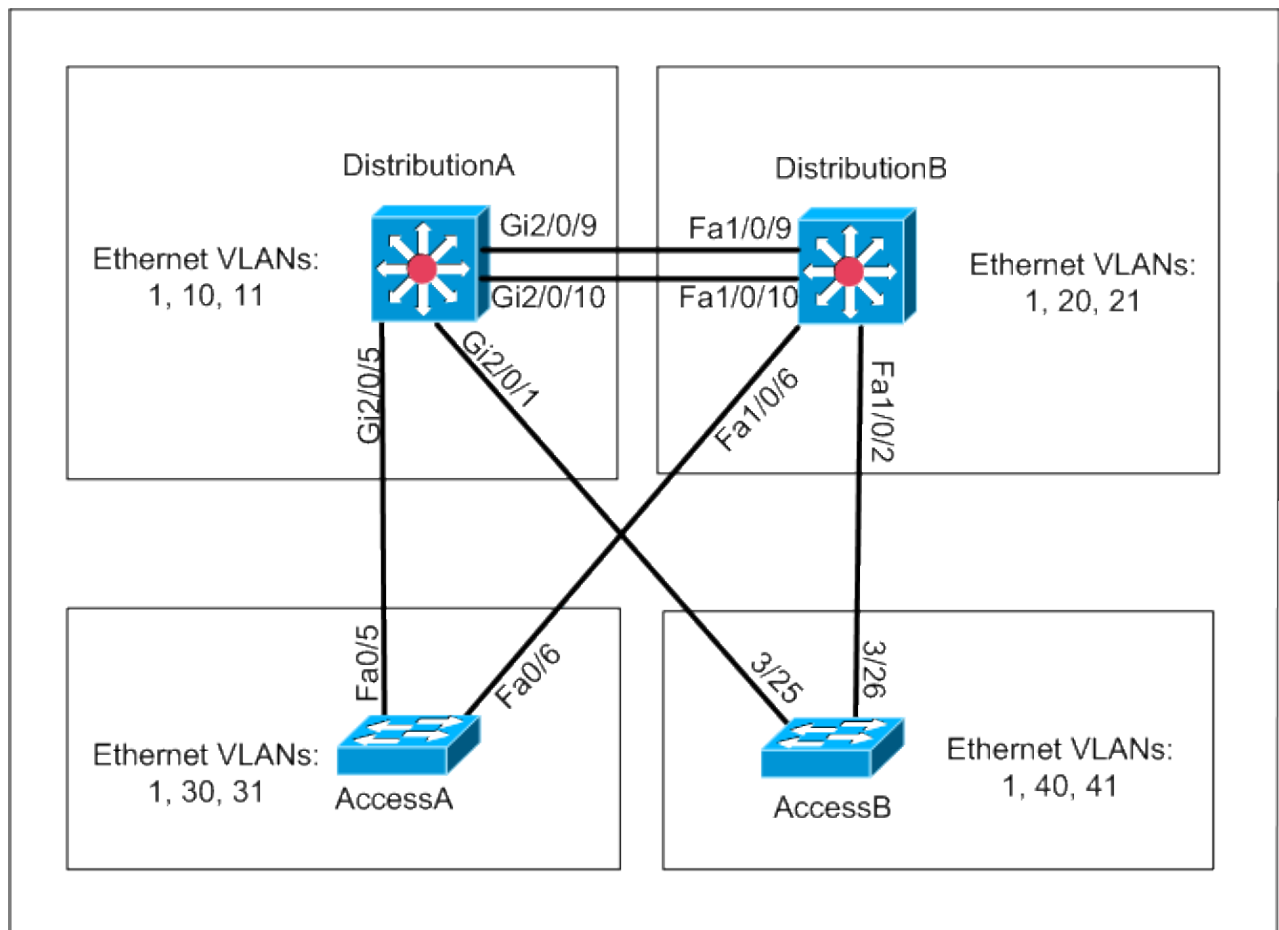 DistributionA
DistributionB
Gi2/0/9
Fa1/0/9
Ethernet VLANs:
1, 10, 11
Ethernet VLANs:
1, 20, 21
Gi2/0/10
Fa1/0/10
Gi2/0/5
Gi2/0/1
Fa1/0/6
Fa1/0/2
Fa0/5
Fa0/6
3/25
3/26
Ethernet VLANs:
1, 30, 31
AccessA
Ethernet VLANs:
1, 40, 41
AccessB